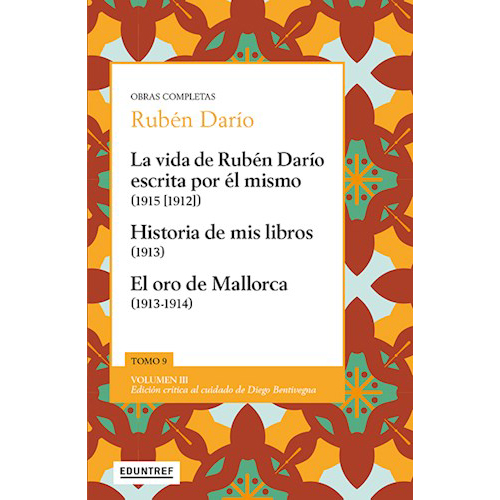 OBRAS COMPLETAS
Rubén Darío
La vida de Rubén Darío
escrita por él mismo
(1915 [1912])
Historia de mis libros
(1913)
El oro de Mallorca
(1913-1914)
TOMO 9
VOLUMEN III
Edición crítica al cuidado de Diego Bentivegna
EDUNTREF